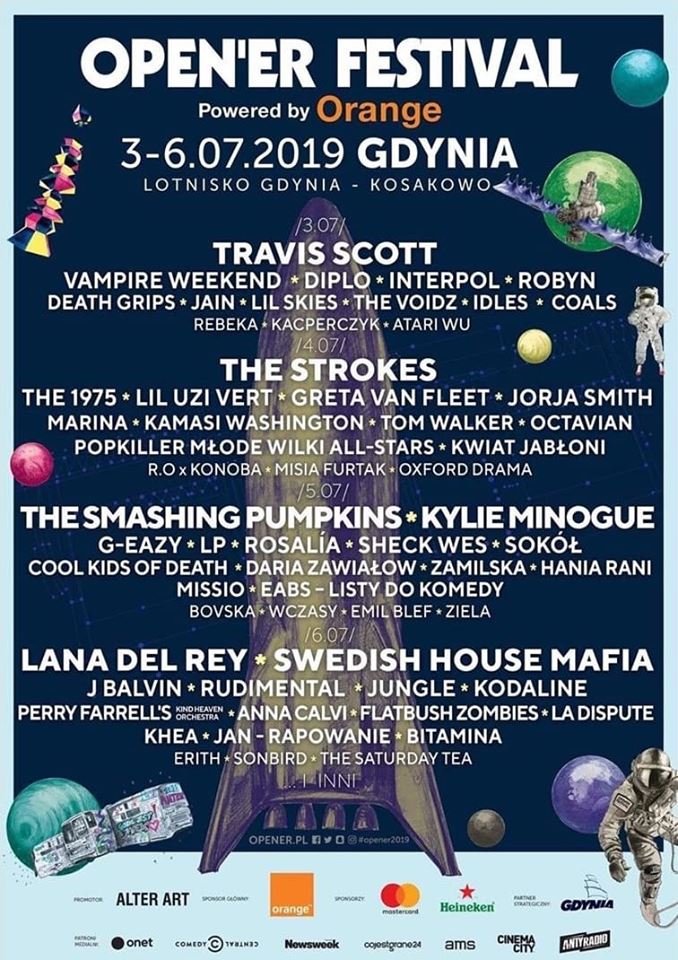 OPEN'ER FESTIVAL
Powered by Orange
3-6.07.2019 GDYNIA
LOTNISKO GDYNIA - KOSAKOWO
/3.07/
TRAVIS SCOTT
VAMPIRE WEEKEND * DIPLO * INTERPOL * ROBYN
DEATH GRIPS * JAIN * LIL SKIES * THE VOIDZ * IDLES * COALS
REBEKA * KACPERCZYK * ATARI WU
/4.07/
THE STROKES
THE 1975 * LIL UZI VERT * GRETA VAN FLEET * JORJA SMITH
MARINA * KAMASI WASHINGTON * TOM WALKER * OCTAVIAN
POPKILLER MŁODE WILKI ALL-STARS * KWIAT JABŁONI
R.O x KONOBA * MISIA FURTAK * OXFORD DRAMA
/5.07/
THE SMASHING PUMPKINS * KYLIE MINOGUE
G-EAZY * LP * ROSALÍA * SHECK WES * SOKÓŁ
COOL KIDS OF DEATH * DARIA ZAWIAŁOW * ZAMILSKA * HANIA RANI
MISSIO * EABS - LISTY DO KOMEDY
BOVSKA * WCZASY * EMIL BLEF * ZIELA
/6.07/
LANA DEL REY * SWEDISH HOUSE MAFIA
J BALVIN * RUDIMENTAL * JUNGLE * KODALINE
PERRY FARRELL'S KIND HEAVEN ORCHESTRA * ANNA CALVI * FLATBUSH ZOMBIES * LA DISPUTE
KHEA * JAN - RAPOWANIE * BITAMINA
ERITH * SONBIRD * THE SATURDAY TEA
... I INNI
OPENER.PL #opener2019
PROMOTOR ALTER ART SPONSOR GŁÓWNY orange™ SPONSORZY mastercard Heineken PARTNER STRATEGICZNY GDYNIA
PATRONI MEDIALNI onet COMEDY CENTRAL Newsweek cojestgrane24 ams CINEMA CITY ANTYRADIO